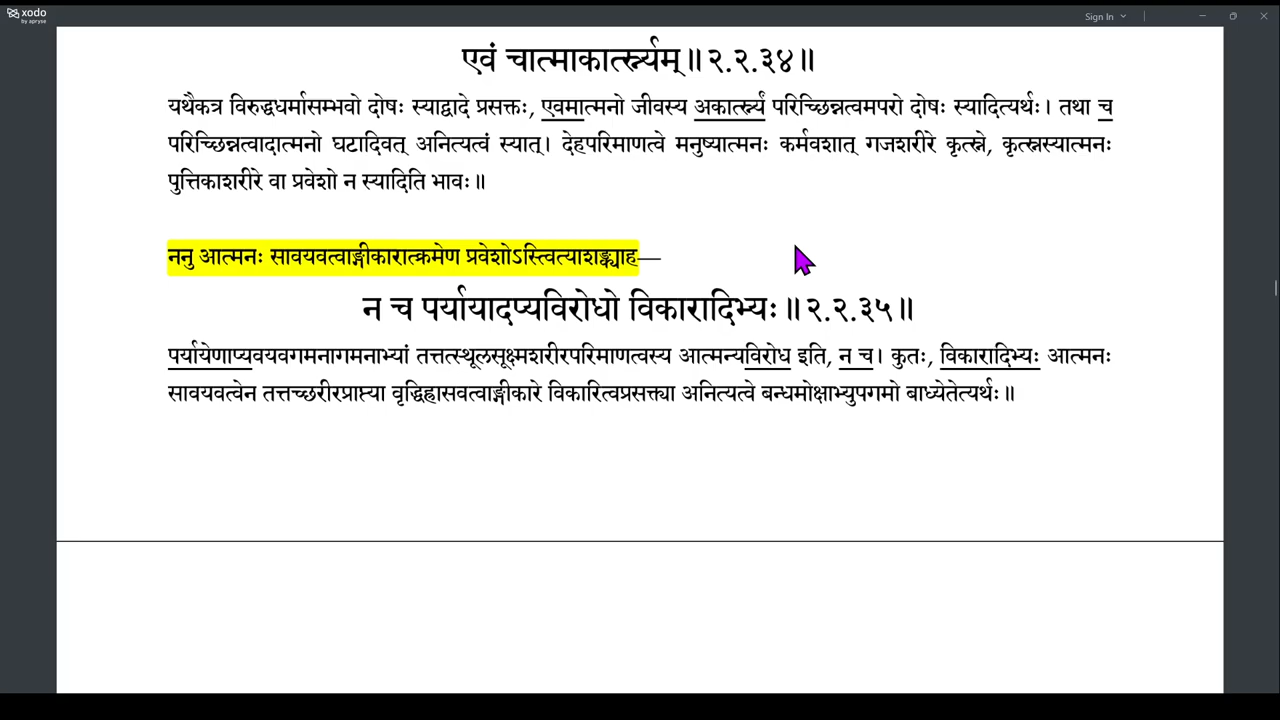 xodo
by apryse
Sign In
एवं चात्माकार्त्स्न्यम्॥२.२.३४॥
यथैकत्र विरुद्धधर्मासम्भवो दोषः स्याद्वादे प्रसक्तः, एवमात्मनो जीवस्य अकार्त्स्न्यं परिच्छिन्नत्वमपरो दोषः स्यादित्यर्थः। तथा च
परिच्छिन्नत्वादात्मनो घटादिवत् अनित्यत्वं स्यात्। देहपरिमाणत्वे मनुष्यात्मनः कर्मवशात् गजशरीरे कृत्स्ने, कृत्स्नस्यात्मनः
पुत्तिकाशरीरे वा प्रवेशो न स्यादिति भावः॥
ननु आत्मनः सावयवत्वाङ्गीकारात्क्रमेण प्रवेशोऽस्त्वित्याशङ्क्याह—
न च पर्यायादप्यविरोधो विकारादिभ्यः॥२.२.३५॥
पर्यायेणाप्यवयवगमनागमनाभ्यां तत्तत्स्थूलसूक्ष्मशरीरपरिमाणत्वस्य आत्मन्यविरोध इति, न च। कुतः, विकारादिभ्यः आत्मनः
सावयवत्वेन तत्तच्छरीरप्राप्त्या वृद्धिह्रासवत्वाङ्गीकारे विकारित्वप्रसक्त्या अनित्यत्वे बन्धमोक्षाभ्युपगमो बाध्येतेत्यर्थः॥